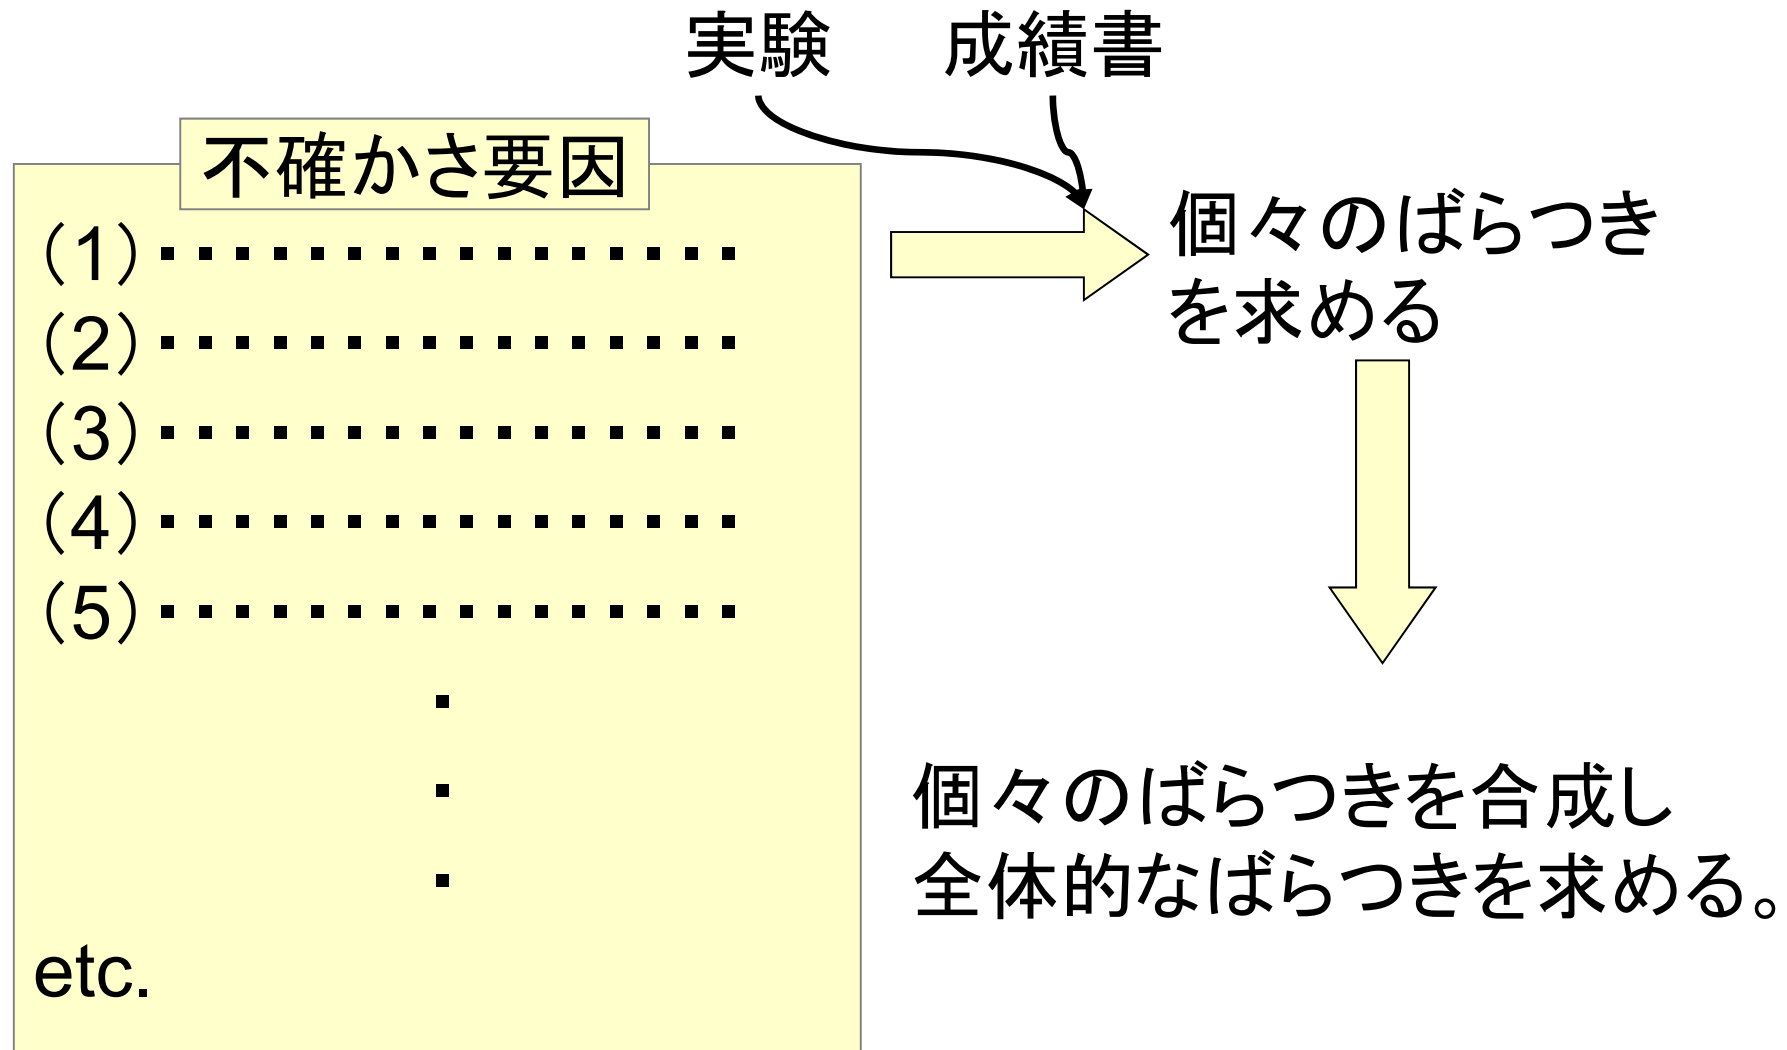 実験 成績書
不確かさ要因
（1）・・・・・・・・・・・・・・・・
（2）・・・・・・・・・・・・・・・・
（3）・・・・・・・・・・・・・・・・
（4）・・・・・・・・・・・・・・・・
（5）・・・・・・・・・・・・・・・・
・
・
・
etc.
個々のばらつき
を求める
個々のばらつきを合成し
全体的なばらつきを求める。